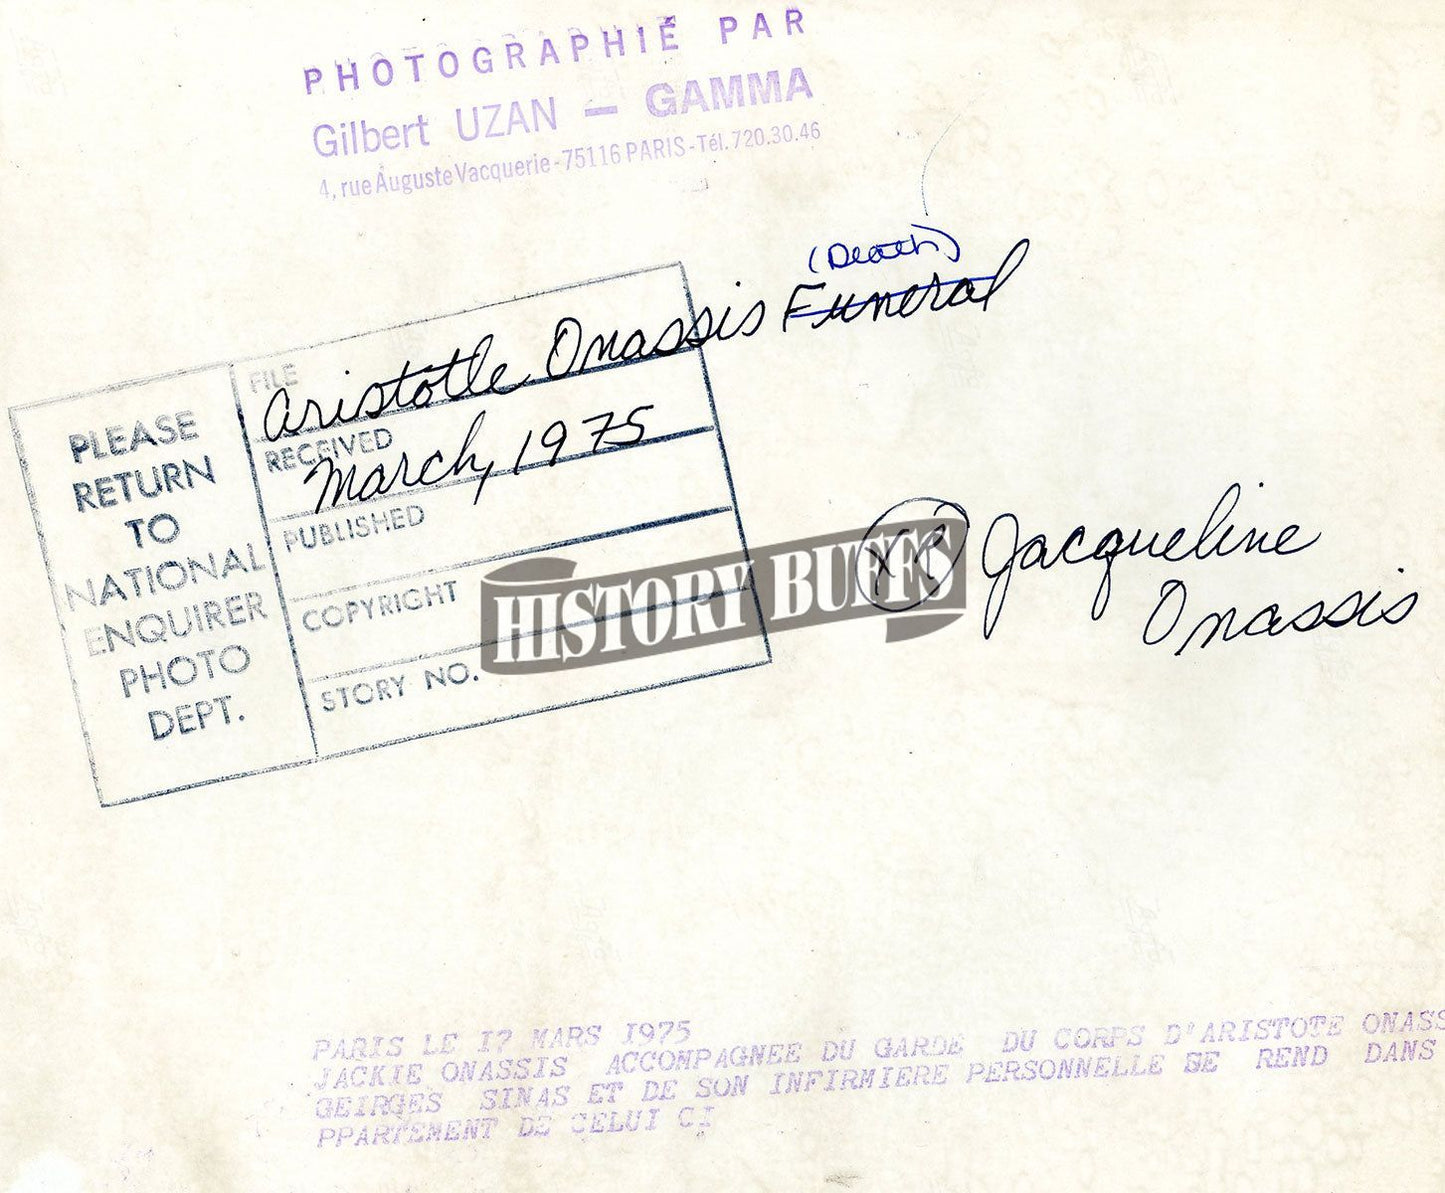 PHOTOGRAPHIÉ PAR
Gilbert UZAN — GAMMA
4, rue Auguste Vacquerie - 75116 PARIS - Tél. 720.30.46
(Death)
FILE
Aristotle Onassis Funeral
RECEIVED
March, 1975
PUBLISHED
COPYRIGHT
STORY NO.
PLEASE
RETURN
TO
NATIONAL
ENQUIRER
PHOTO
DEPT.
HISTORY BUFFS
Jacqueline
Onassis
PARIS LE I7 MARS I975
JACKIE ONASSIS ACCOMPAGNEE DU GARDE DU CORPS D'ARISTOTE ONASS
GEIRGES SINAS ET DE SON INFIRMIERE PERSONNELLE SE REND DANS
PPARTEMENT DE CELUI CI